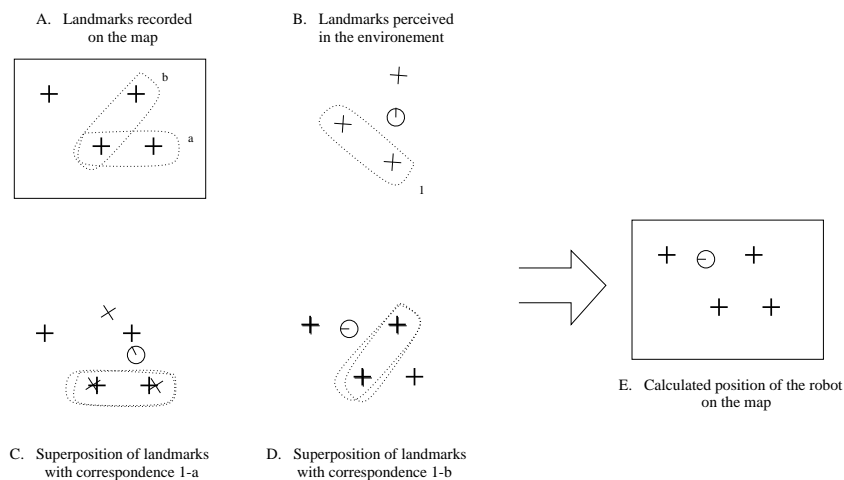 A. Landmarks recorded
on the map
B. Landmarks perceived
in the environement
b
a
1
C. Superposition of landmarks
with correspondence 1-a
D. Superposition of landmarks
with correspondence 1-b
E. Calculated position of the robot
on the map